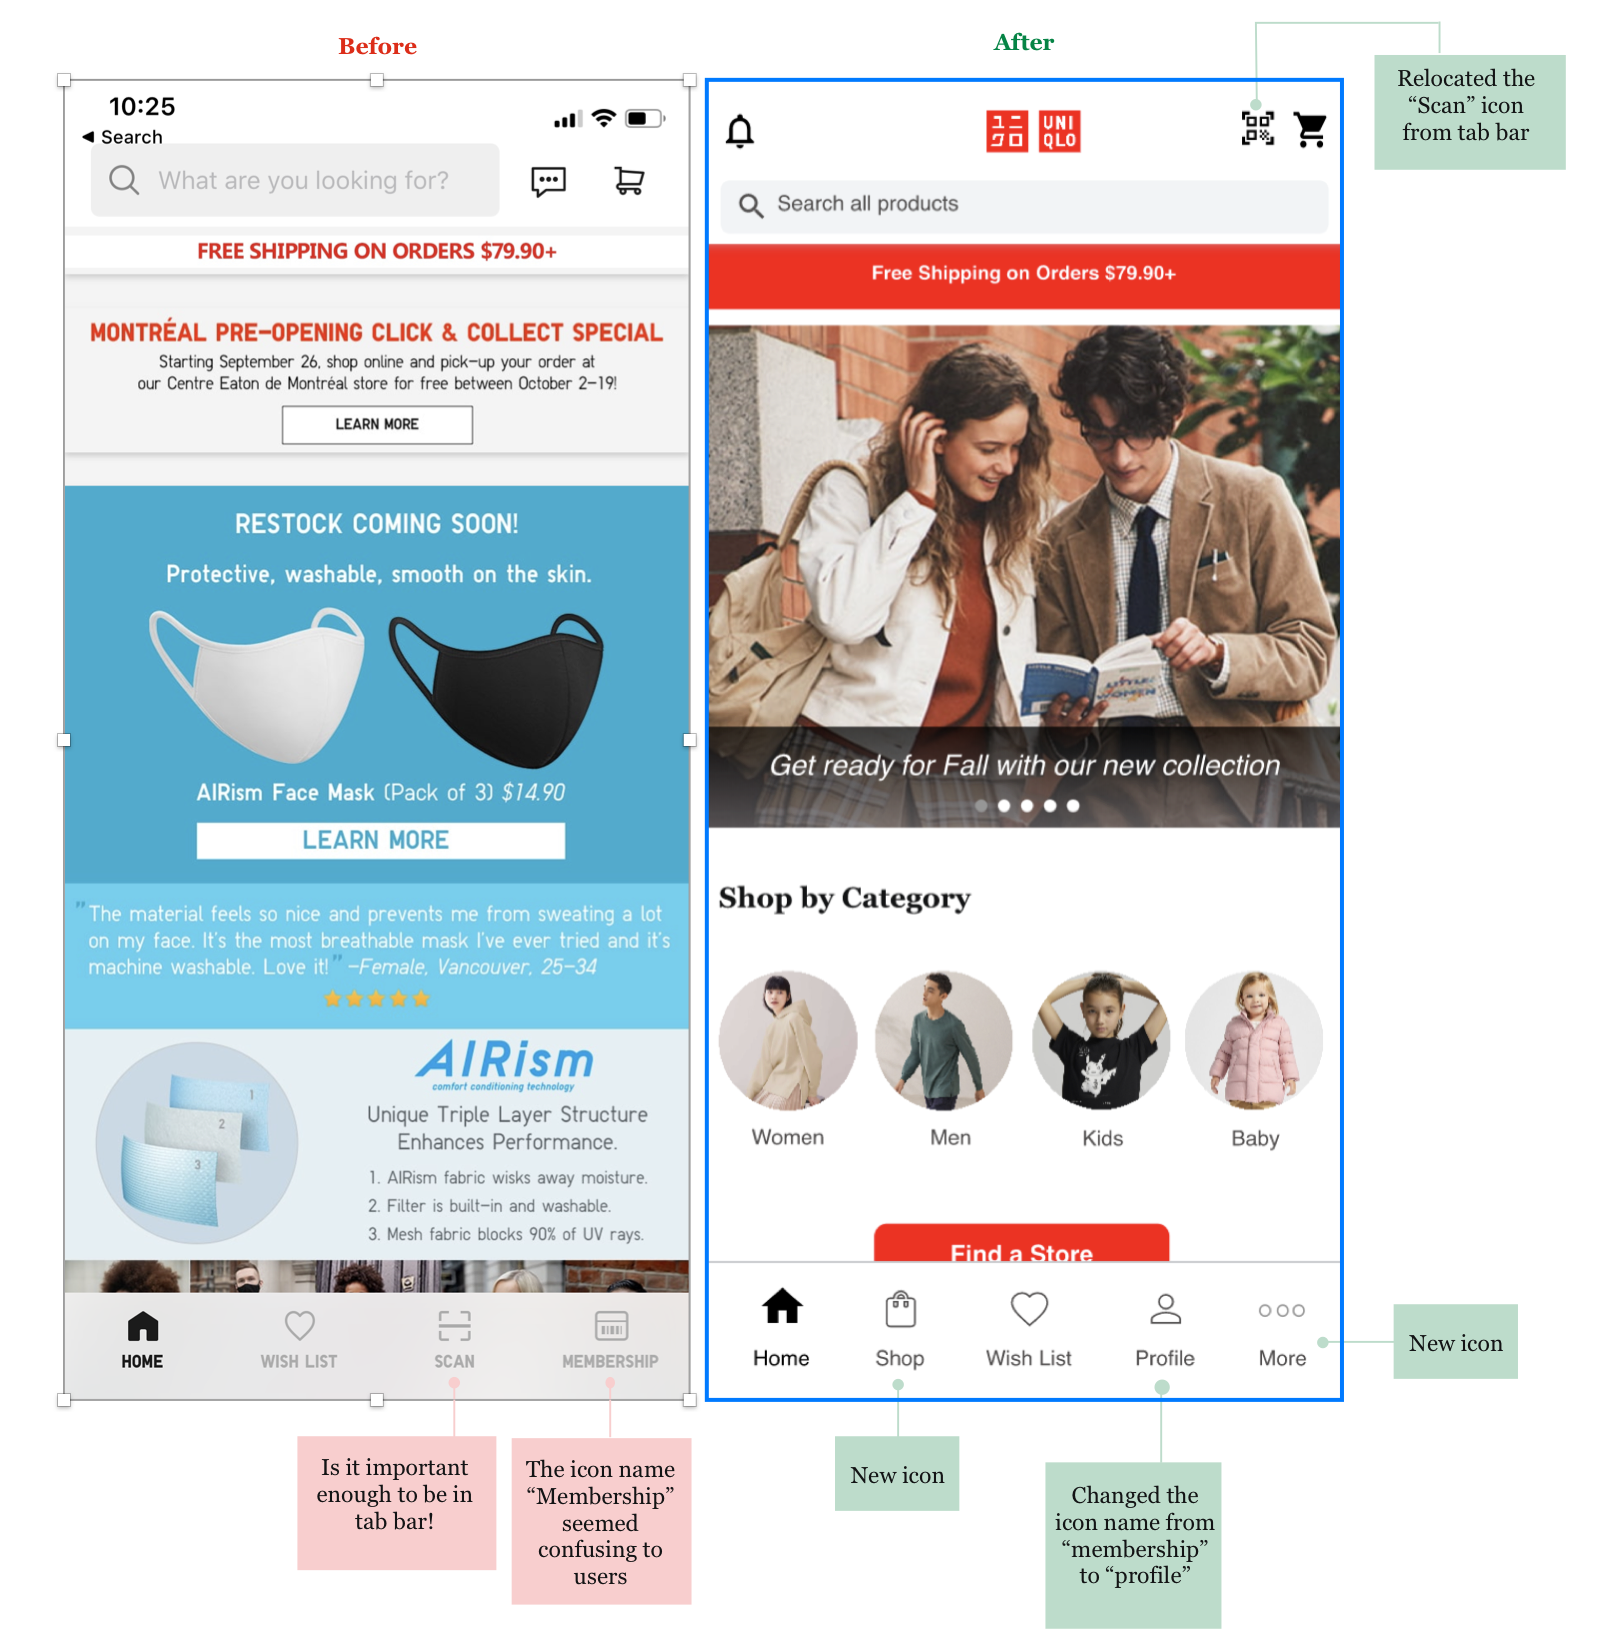 Before
After
Relocated the
“Scan” icon
from tab bar
10:25
Search
What are you looking for?
FREE SHIPPING ON ORDERS $79.90+
MONTRÉAL PRE-OPENING CLICK & COLLECT SPECIAL
Starting September 26, shop online and pick-up your order at
our Centre Eaton de Montréal store for free between October 2-19!
LEARN MORE
RESTOCK COMING SOON!
Protective, washable, smooth on the skin.
AIRism Face Mask (Pack of 3) $14.90
LEARN MORE
"The material feels so nice and prevents me from sweating a lot
on my face. It's the most breathable mask I've ever tried and it's
machine washable. Love it!" -Female, Vancouver, 25-34
AIRism
comfort conditioning technology
1
2
3
Unique Triple Layer Structure
Enhances Performance.
1. AIRism fabric wisks away moisture.
2. Filter is built-in and washable.
3. Mesh fabric blocks 90% of UV rays.
HOME
WISH LIST
SCAN
MEMBERSHIP
Is it important
enough to be in
tab bar!
The icon name
“Membership”
seemed
confusing to
users
ユニ
クロ
UNI
QLO
Search all products
Free Shipping on Orders $79.90+
LITTLE
WOMEN
Get ready for Fall with our new collection
Shop by Category
Women
Men
Kids
Baby
Find a Store
Home
Shop
Wish List
Profile
More
New icon
New icon
Changed the
icon name from
“membership”
to “profile”